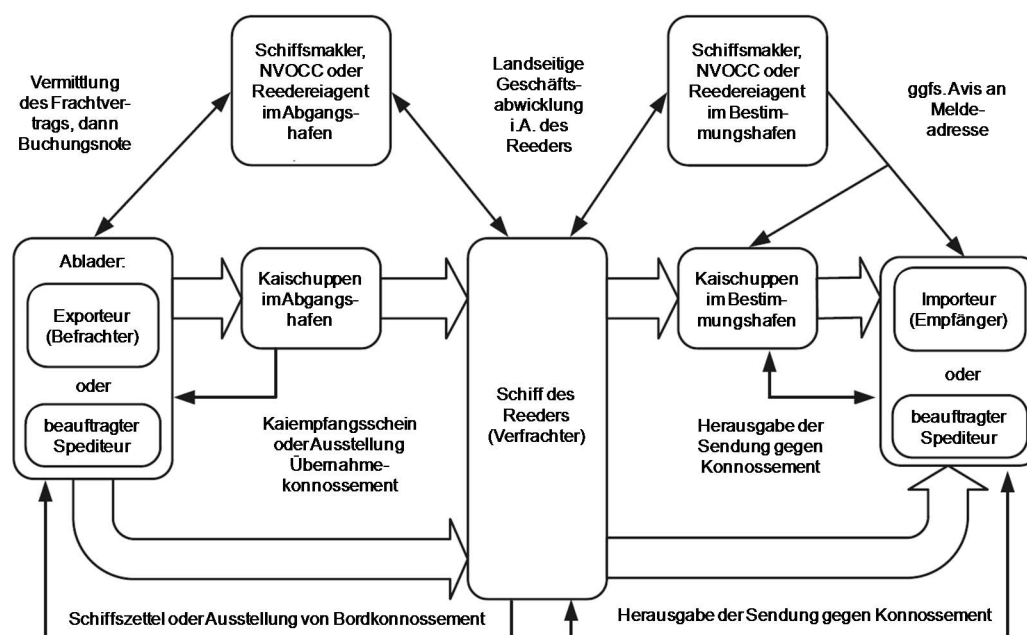 Schiffsmakler,
NVOCC oder
Reedereiagent
im Abgangs-
hafen
Schiffsmakler,
NVOCC oder
Reedereiagent
im Bestim-
mungshafen
Vermittlung
des Frachtver-
trags, dann
Buchungsnote
Landseitige
Geschäfts-
abwicklung
i.A. des
Reeders
ggfs. Avis an
Melde-
adresse
Ablader:
Exporteur
(Befrachter)
oder
beauftragter
Spediteur
Kaischuppen
im Abgangs-
hafen
Kaiempfangsschein
oder Ausstellung
Übernahme-
konnossement
Schiff des
Reeders
(Verfrachter)
Kaischuppen
im Bestim-
mungshafen
Herausgabe der
Sendung gegen
Konnossement
Importeur
(Empfänger)
oder
beauftragter
Spediteur
Schiffszettel oder Ausstellung von Bordkonnossement
Herausgabe der Sendung gegen Konnossement